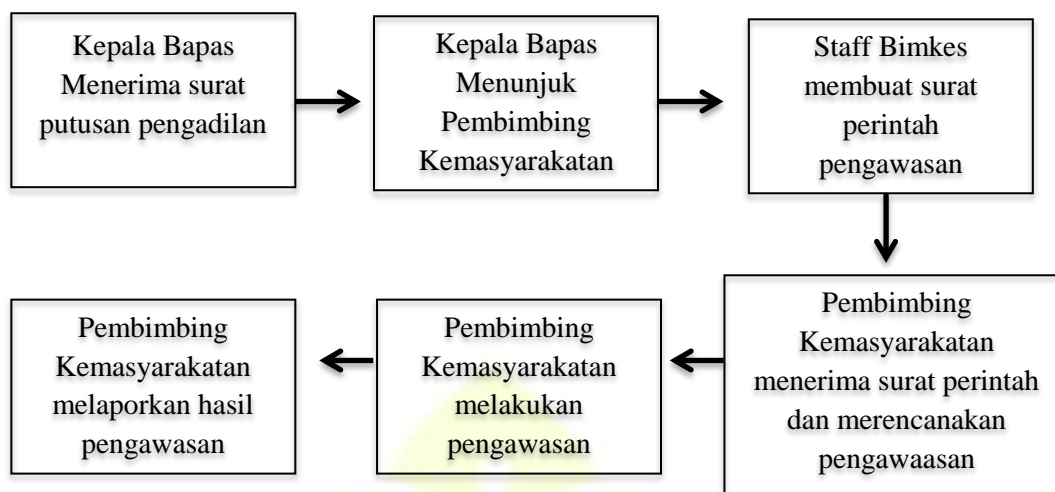 Kepala Bapas
Menerima surat
putusan pengadilan
Kepala Bapas
Menunjuk
Pembimbing
Kemasyarakatan
Staff Bimkes
membuat surat
perintah
pengawasan
Pembimbing
Kemasyarakatan
menerima surat perintah
dan merencanakan
pengawaasan
Pembimbing
Kemasyarakatan
melakukan
pengawasan
Pembimbing
Kemasyarakatan
melaporkan hasil
pengawasan